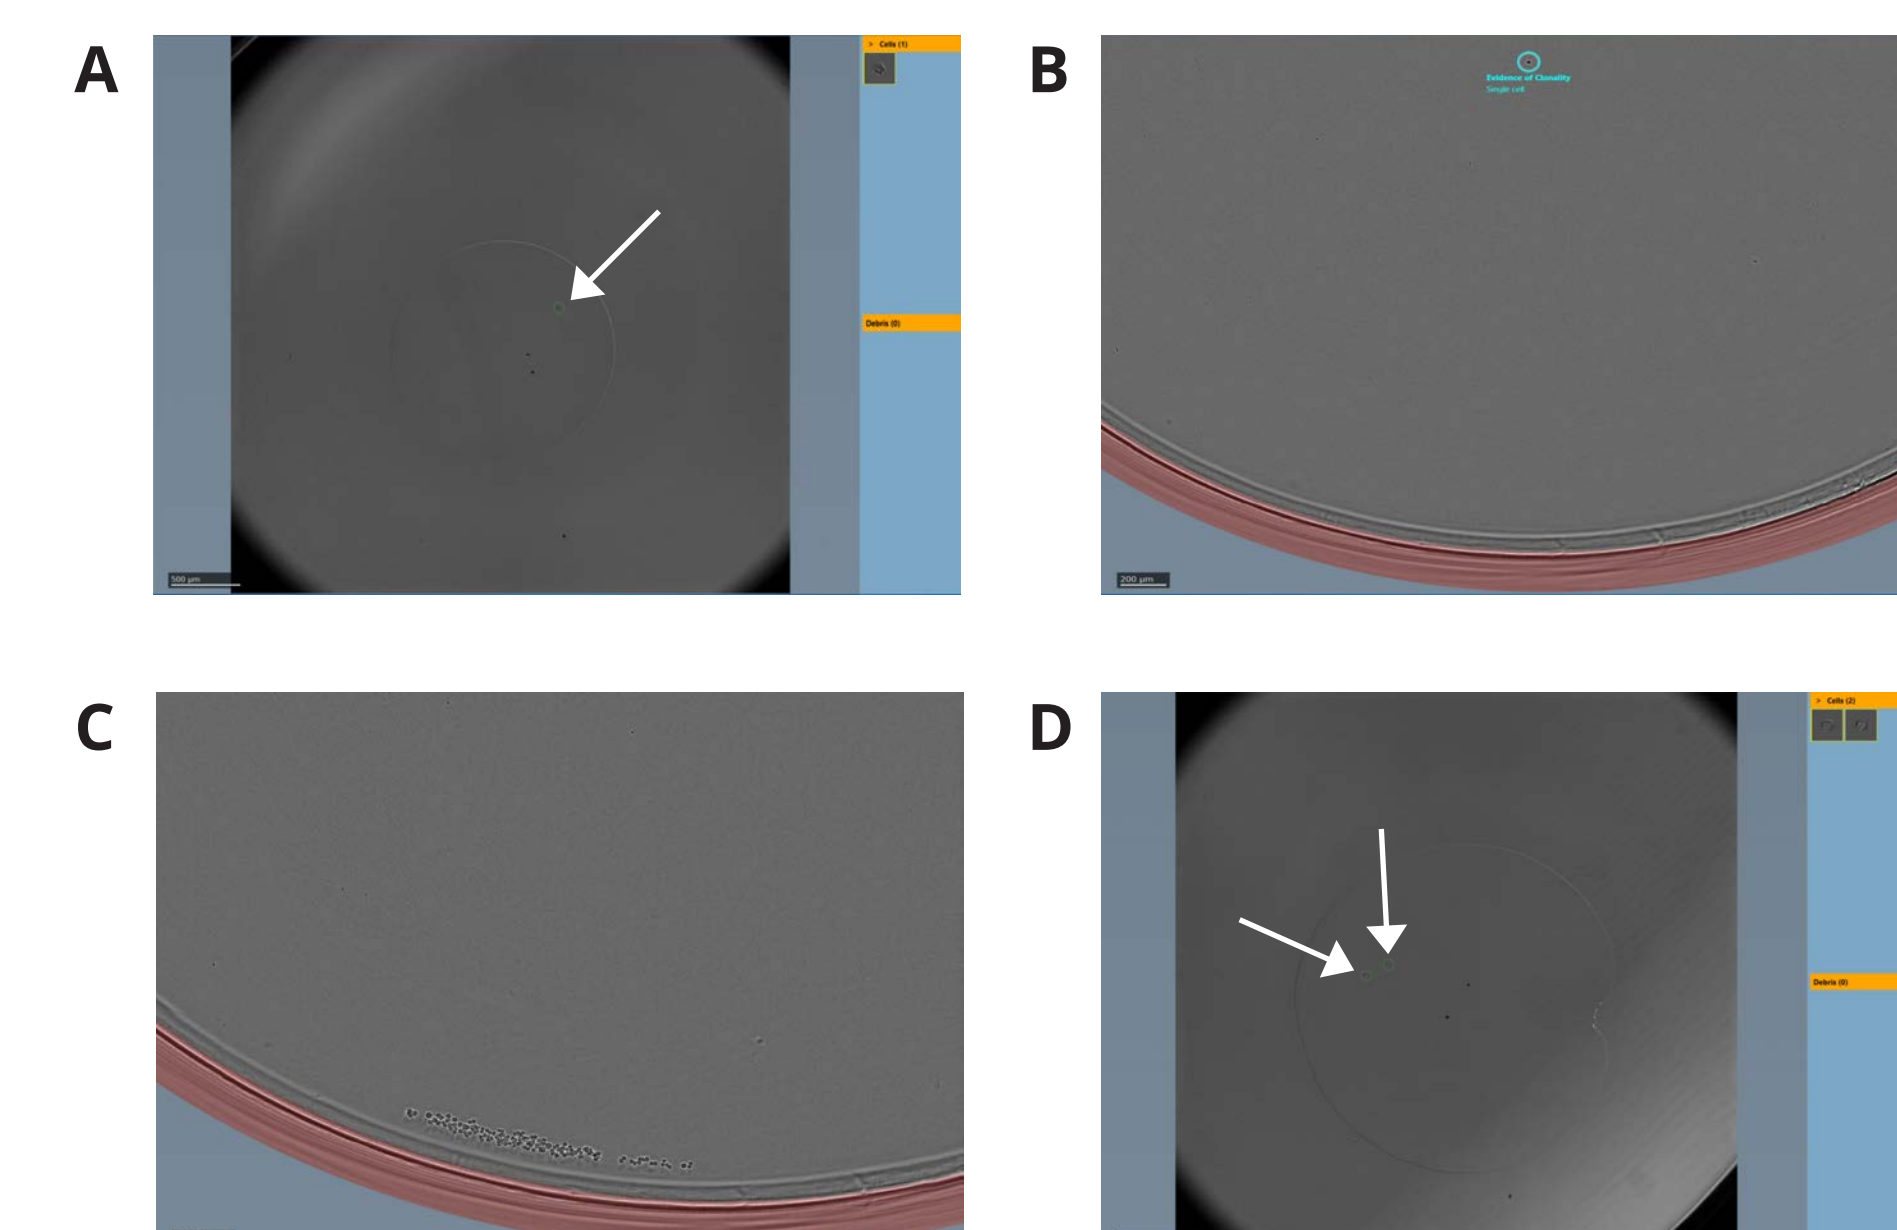 A
> Cells (1)
Debris (0)
500 µm
B
Evidence of Clonality
Single cell
200 µm
C
D
> Cells (2)
Debris (0)